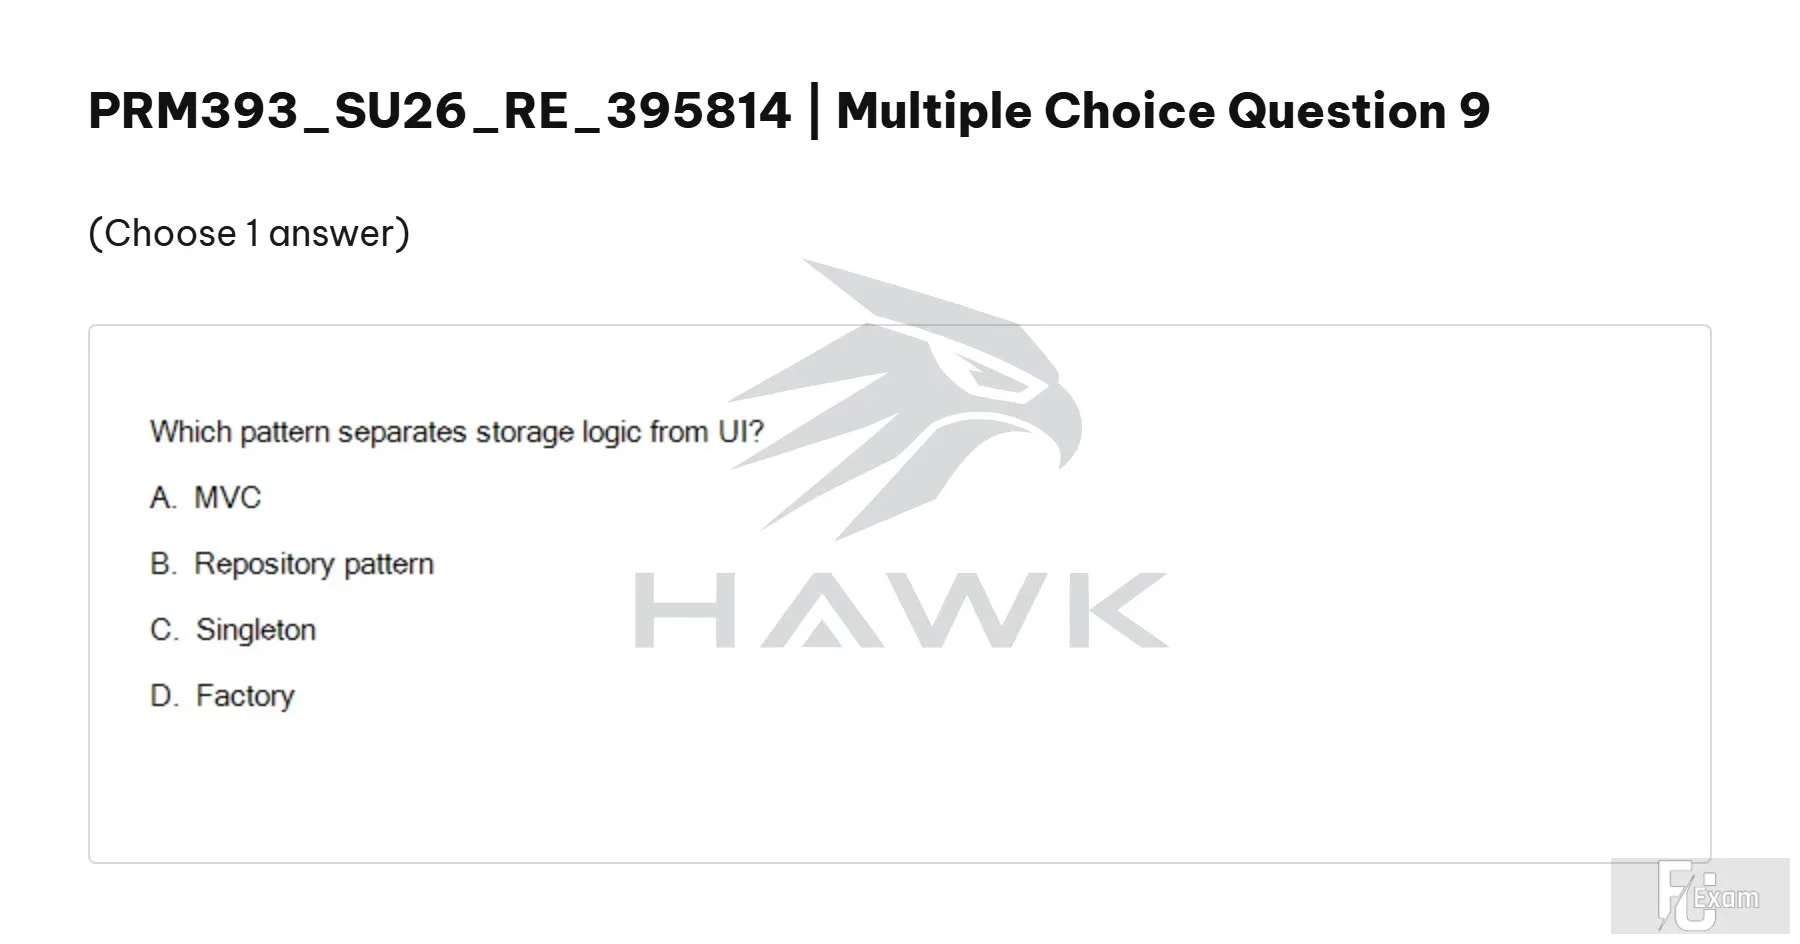 PRM393_SU26_RE_395814 | Multiple Choice Question 9
(Choose 1 answer)
Which pattern separates storage logic from UI?
A. MVC
B. Repository pattern
C. Singleton
D. Factory
HAWK
FU Exam